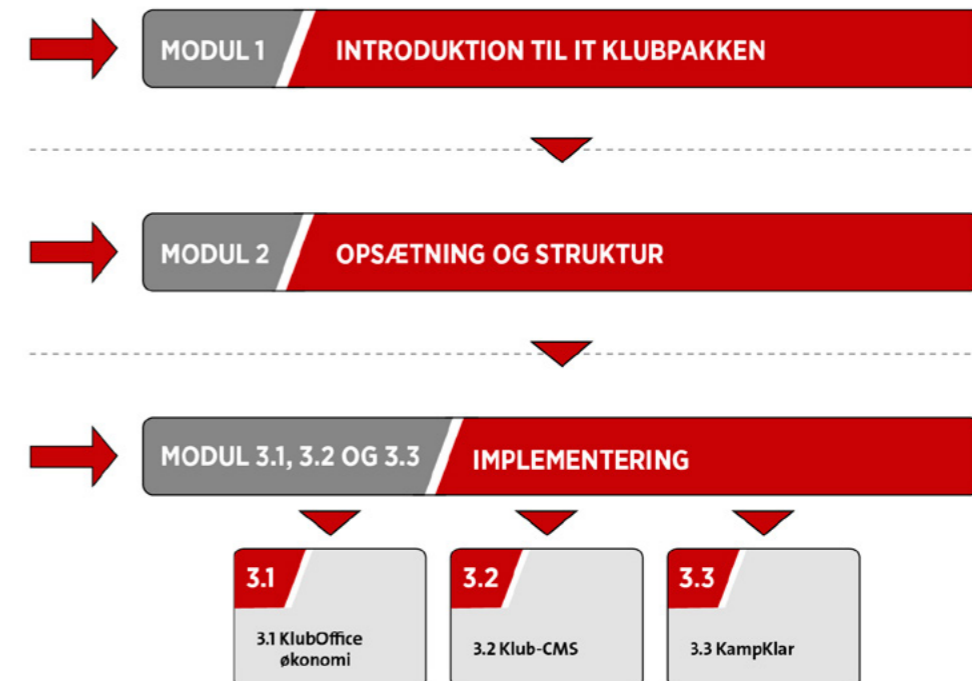 MODUL 1 INTRODUKTION TIL IT KLUBPAKKEN
MODUL 2 OPSÆTNING OG STRUKTUR
MODUL 3.1, 3.2 OG 3.3 IMPLEMENTERING
3.1
3.1 KlubOffice
økonomi
3.2
3.2 Klub-CMS
3.3
3.3 KampKlar